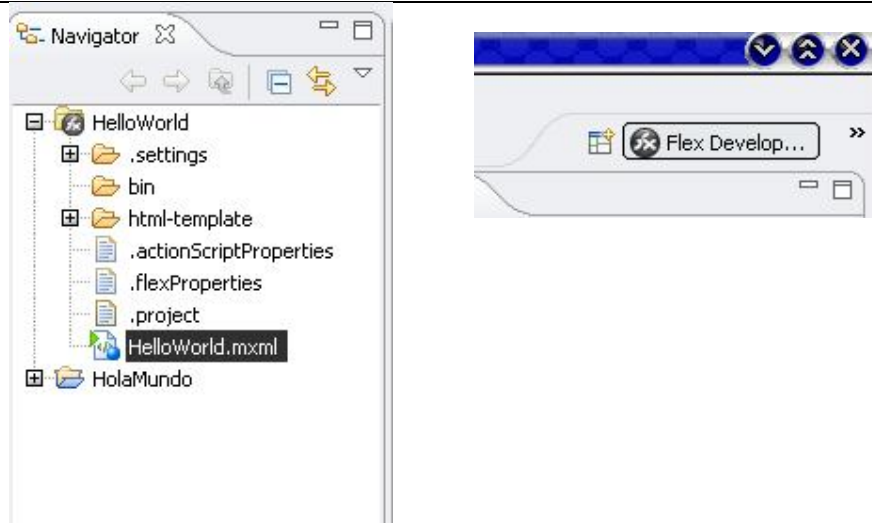 Navigator
HelloWorld
.settings
bin
html-template
.actionScriptProperties
.flexProperties
.project
HelloWorld.mxml
HolaMundo
Flex Develop...